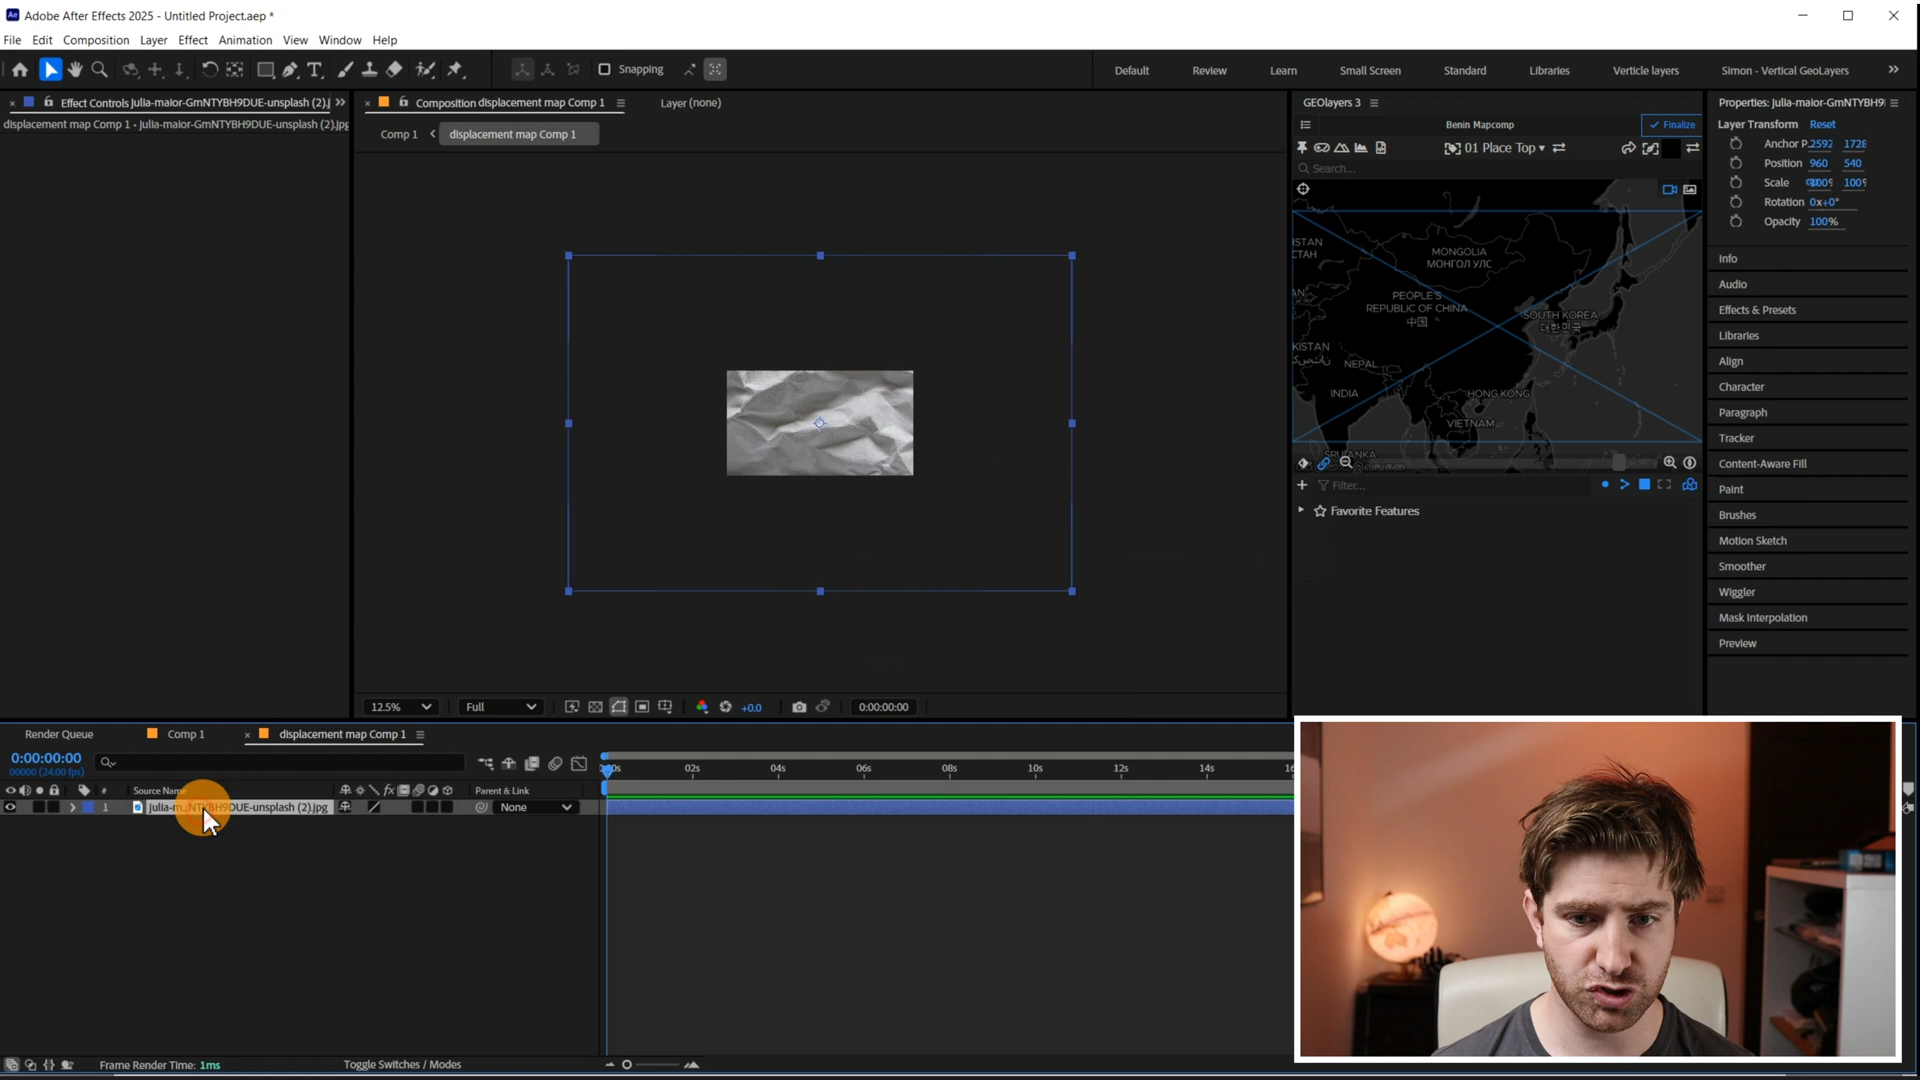 Adobe After Effects 2025 - Untitled Project.aep *
File Edit Composition Layer Effect Animation View Window Help
Snapping
Default Review Learn Small Screen Standard Libraries Verticle layers Simon - Vertical GeoLayers
Effect Controls julia-maior-GmNTYBH9DUE-unsplash (2).j
displacement map Comp 1 • julia-maior-GmNTYBH9DUE-unsplash (2).jpg
Composition displacement map Comp 1
Layer (none)
Comp 1
displacement map Comp 1
GEOlayers 3
Benin Mapcomp
Finalize
01 Place Top
Search...
MONGOLIA
МОНГОЛ УЛС
PEOPLE'S
REPUBLIC OF CHINA
中国
SOUTH KOREA
대한민국
NEPAL
INDIA
HONG KONG
VIETNAM
Filter...
Favorite Features
Properties: julia-maior-GmNTYBH9
Layer Transform Reset
Anchor P. 2592 1728
Position 960 540
Scale
Rotation 0x+0°
Opacity 100%
Info
Audio
Effects & Presets
Libraries
Align
Character
Paragraph
Tracker
Content-Aware Fill
Paint
Brushes
Motion Sketch
Smoother
Wiggler
Mask Interpolation
Preview
12.5% Full +0.0 0:00:00:00
Render Queue Comp 1 displacement map Comp 1
0:00:00:00
00000 (24.00 fps)
02s 04s 06s 08s 10s 12s 14s
# Source Name Parent & Link
1 julia-m...NTYBH9DUE-unsplash (2).jpg None
Frame Render Time: 1ms
Toggle Switches / Modes